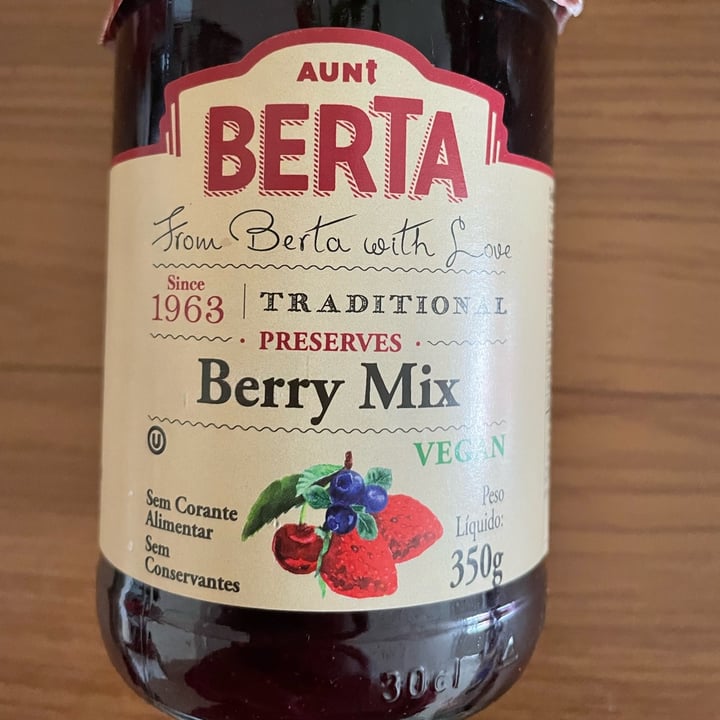 AUNt
BERTA
From Berta with Love
Since
1963
TRADITIONAL
PRESERVES
Berry Mix
U
VEGAN
Sem Corante
Alimentar
Sem
Conservantes
Peso
Líquido:
350g
30cl